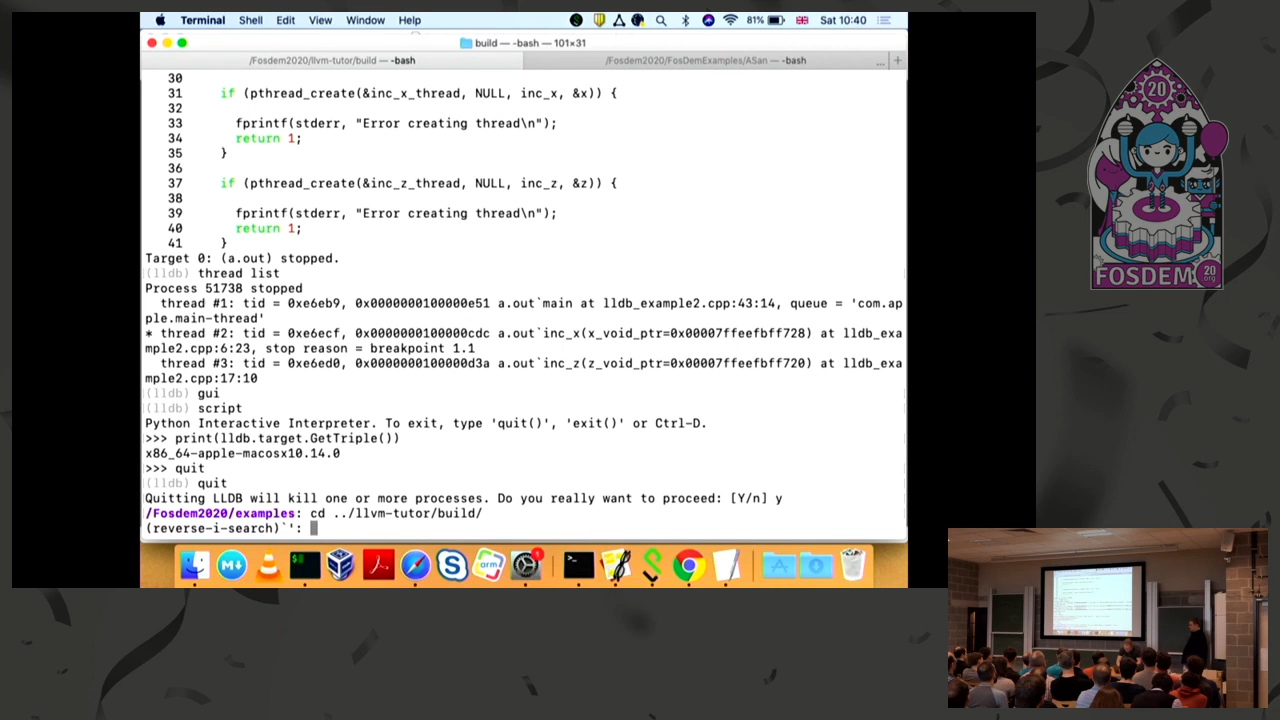 Terminal Shell Edit View Window Help 81% Sat 10:40
build — -bash — 101×31
/Fosdem2020/llvm-tutor/build — -bash /Fosdem2020/FosDemExamples/ASan — -bash ... +
30
31 if (pthread_create(&inc_x_thread, NULL, inc_x, &x)) {
32
33 fprintf(stderr, "Error creating thread\n");
34 return 1;
35 }
36
37 if (pthread_create(&inc_z_thread, NULL, inc_z, &z)) {
38
39 fprintf(stderr, "Error creating thread\n");
40 return 1;
41 }
Target 0: (a.out) stopped.
(lldb) thread list
Process 51738 stopped
thread #1: tid = 0xe6eb9, 0x0000000100000e51 a.out`main at lldb_example2.cpp:43:14, queue = 'com.ap
ple.main-thread'
* thread #2: tid = 0xe6ecf, 0x0000000100000cdc a.out`inc_x(x_void_ptr=0x00007ffeefbff728) at lldb_exa
mple2.cpp:6:23, stop reason = breakpoint 1.1
thread #3: tid = 0xe6ed0, 0x0000000100000d3a a.out`inc_z(z_void_ptr=0x00007ffeefbff720) at lldb_exa
mple2.cpp:17:10
(lldb) gui
(lldb) script
Python Interactive Interpreter. To exit, type 'quit()', 'exit()' or Ctrl-D.
>>> print(lldb.target.GetTriple())
x86_64-apple-macosx10.14.0
>>> quit
(lldb) quit
Quitting LLDB will kill one or more processes. Do you really want to proceed: [Y/n] y
/Fosdem2020/examples: cd ../llvm-tutor/build/
(reverse-i-search)`':
M
arm
1
20
FOSDEM 20
.org